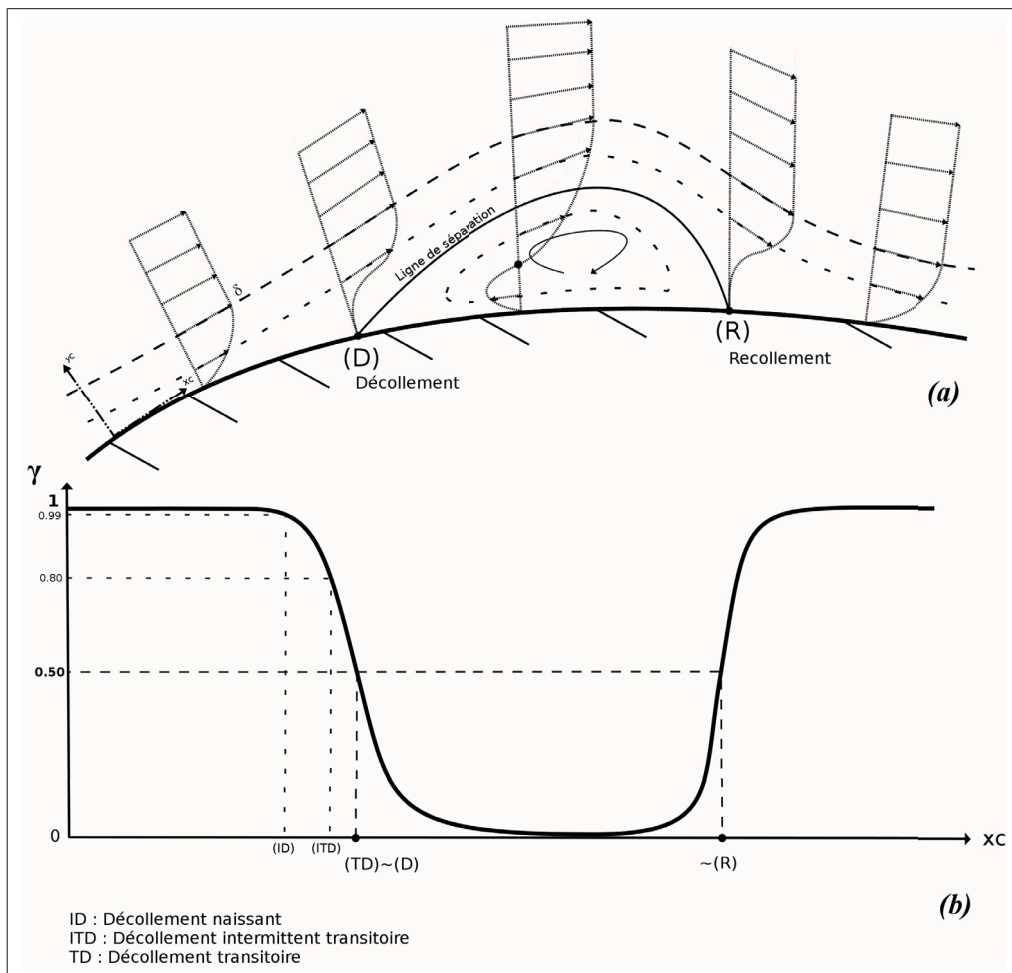 δ
Ligne de séparation
yc
xc
(D)
Décollement
(R)
Recollement
(a)
γ
1
0.99
0.80
0.50
0
(ID)
(ITD)
(TD)~(D)
~(R)
xc
(b)
ID : Décollement naissant
ITD : Décollement intermittent transitoire
TD : Décollement transitoire